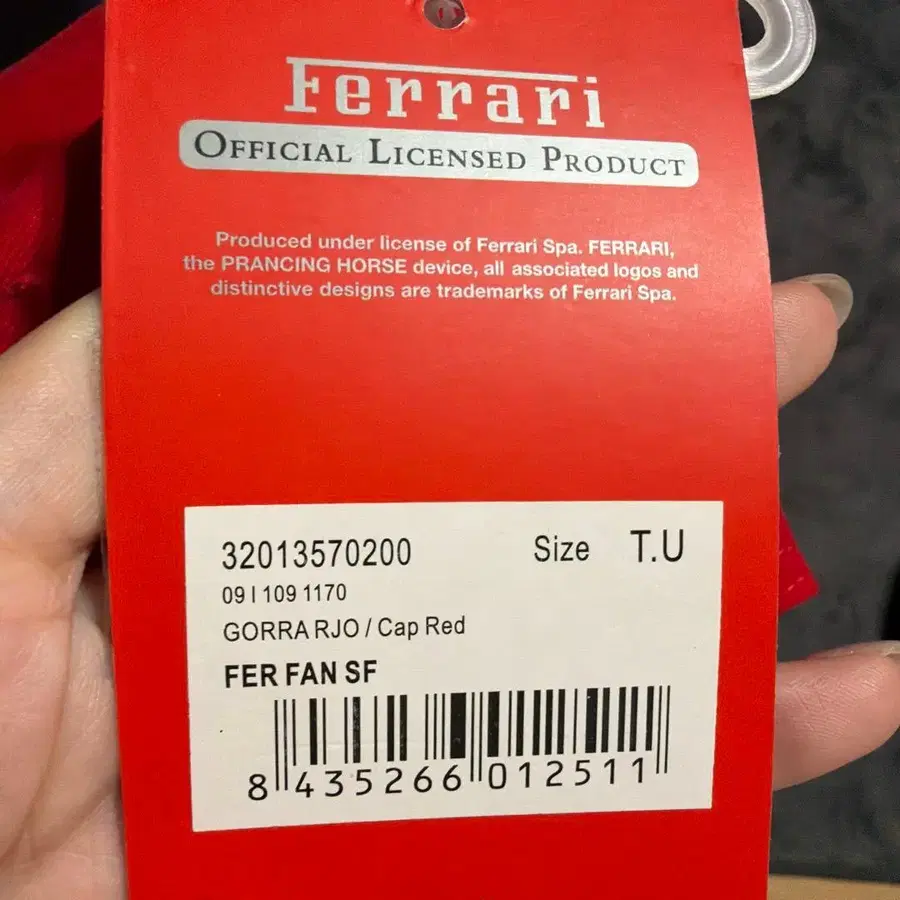 Ferrari
OFFICIAL LICENSED PRODUCT
Produced under license of Ferrari Spa. FERRARI,
the PRANCING HORSE device, all associated logos and
distinctive designs are trademarks of Ferrari Spa.
32013570200 Size T.U
09 I 109 1170
GORRA RJO / Cap Red
FER FAN SF
8 435266 012511